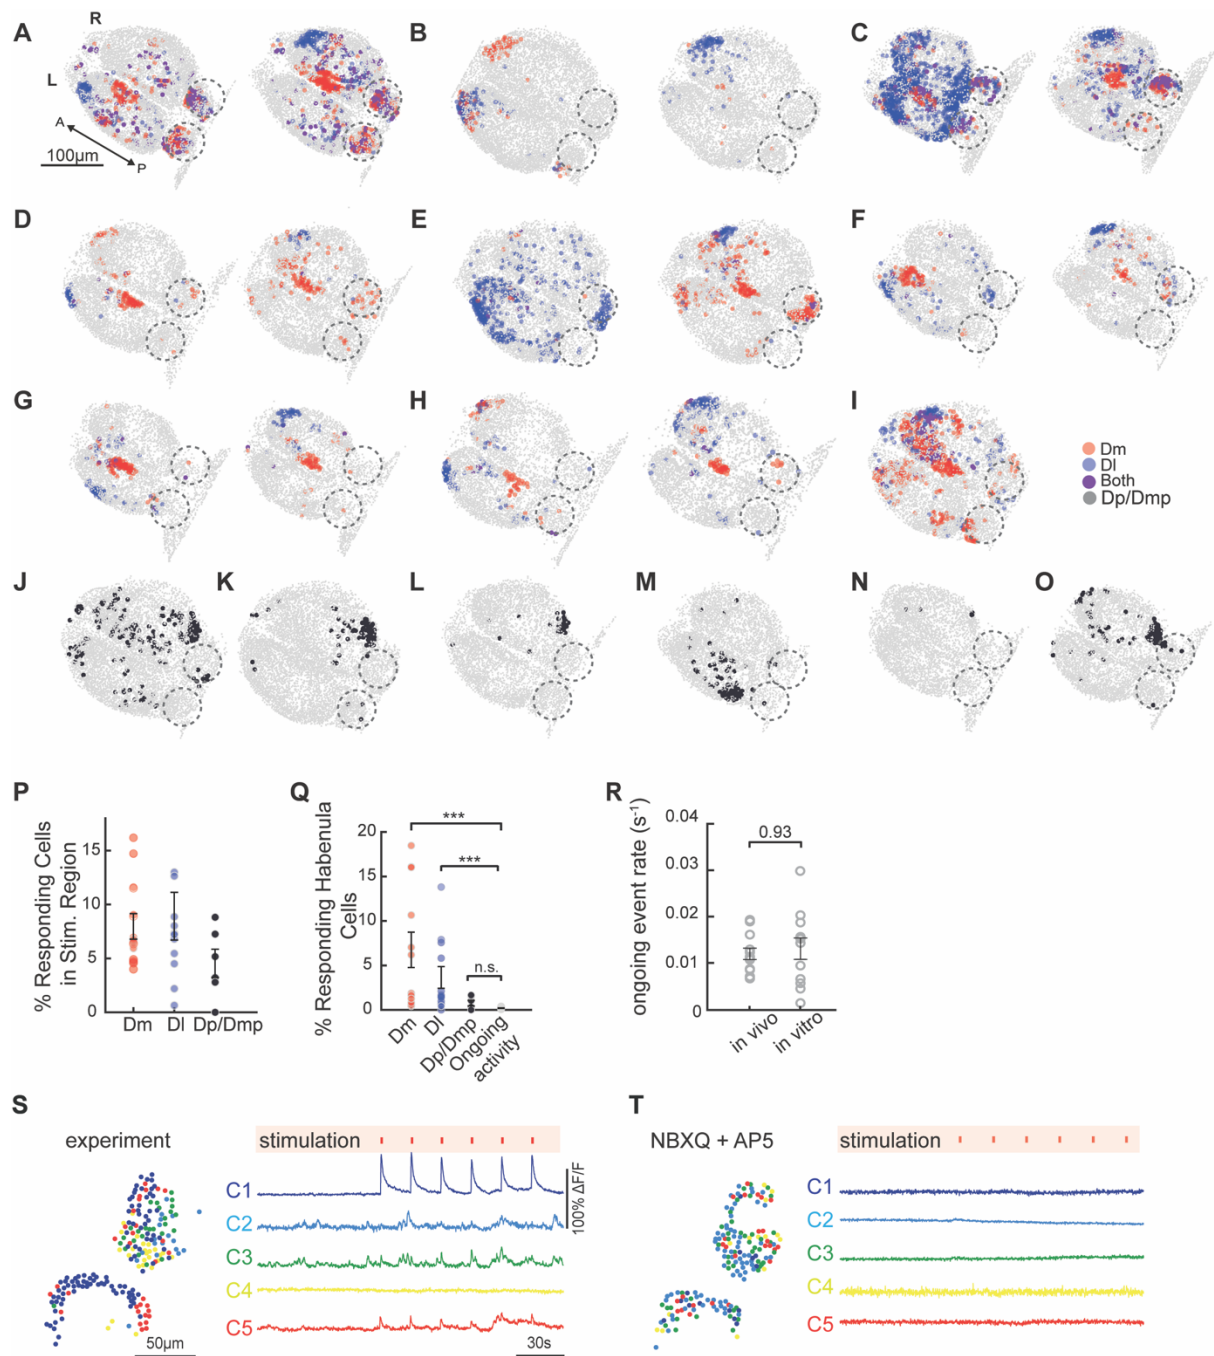 A
R
B
C
L
A
P
100μm
D
E
F
G
H
I
Dm
Dl
Both
Dp/Dmp
J
K
L
M
N
O
P
% Responding Cells
in Stim. Region
15
10
5
0
Dm
Dl
Dp/Dmp
Q
% Responding Habenula
Cells
20
15
10
5
0
***
***
n.s.
Dm
Dl
Dp/Dmp
Ongoing
activity
R
ongoing event rate (s⁻¹)
0.04
0.03
0.02
0.01
0
0.93
in vivo
in vitro
S
experiment
stimulation
C1
C2
C3
C4
C5
100% ΔF/F
50μm
30s
T
NBXQ + AP5
stimulation
C1
C2
C3
C4
C5